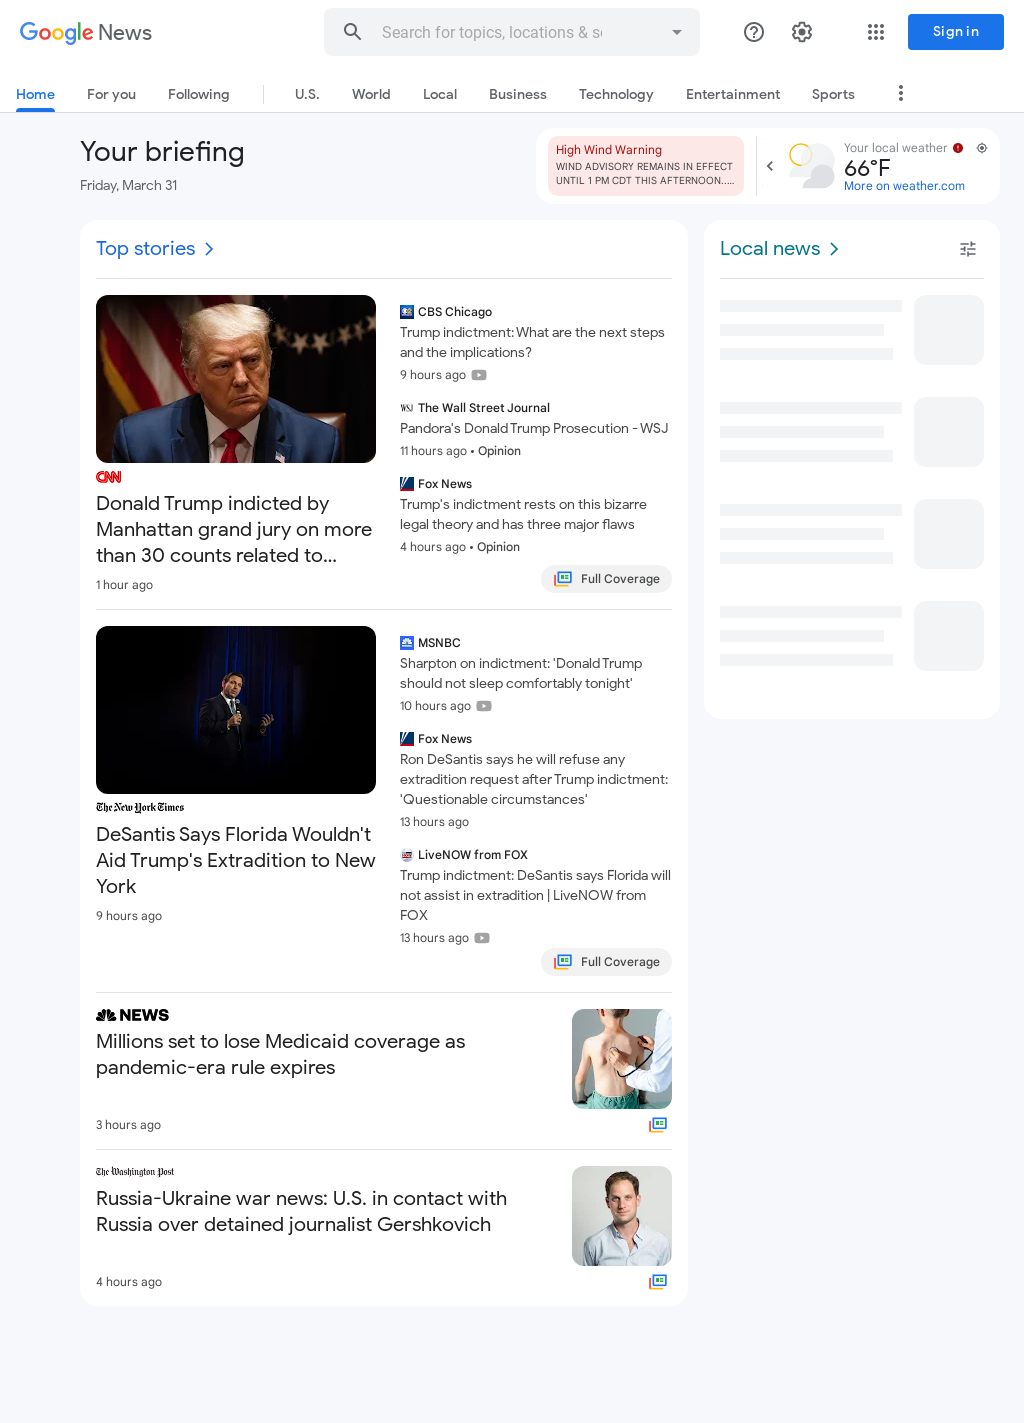 Google News
Search for topics, locations & so
Sign in
Home
For you
Following
U.S.
World
Local
Business
Technology
Entertainment
Sports
Your briefing
Friday, March 31
High Wind Warning
WIND ADVISORY REMAINS IN EFFECT
UNTIL 1 PM CDT THIS AFTERNOON.…
Your local weather
66°F
More on weather.com
Top stories
CNN
Donald Trump indicted by
Manhattan grand jury on more
than 30 counts related to...
1 hour ago
CBS Chicago
Trump indictment: What are the next steps
and the implications?
9 hours ago
WSJ The Wall Street Journal
Pandora's Donald Trump Prosecution - WSJ
11 hours ago • Opinion
Fox News
Trump's indictment rests on this bizarre
legal theory and has three major flaws
4 hours ago • Opinion
Full Coverage
The New York Times
DeSantis Says Florida Wouldn't
Aid Trump's Extradition to New
York
9 hours ago
MSNBC
Sharpton on indictment: 'Donald Trump
should not sleep comfortably tonight'
10 hours ago
Fox News
Ron DeSantis says he will refuse any
extradition request after Trump indictment:
'Questionable circumstances'
13 hours ago
LiveNOW from FOX
Trump indictment: DeSantis says Florida will
not assist in extradition | LiveNOW from
FOX
13 hours ago
Full Coverage
NEWS
Millions set to lose Medicaid coverage as
pandemic-era rule expires
3 hours ago
The Washington Post
Russia-Ukraine war news: U.S. in contact with
Russia over detained journalist Gershkovich
4 hours ago
Local news